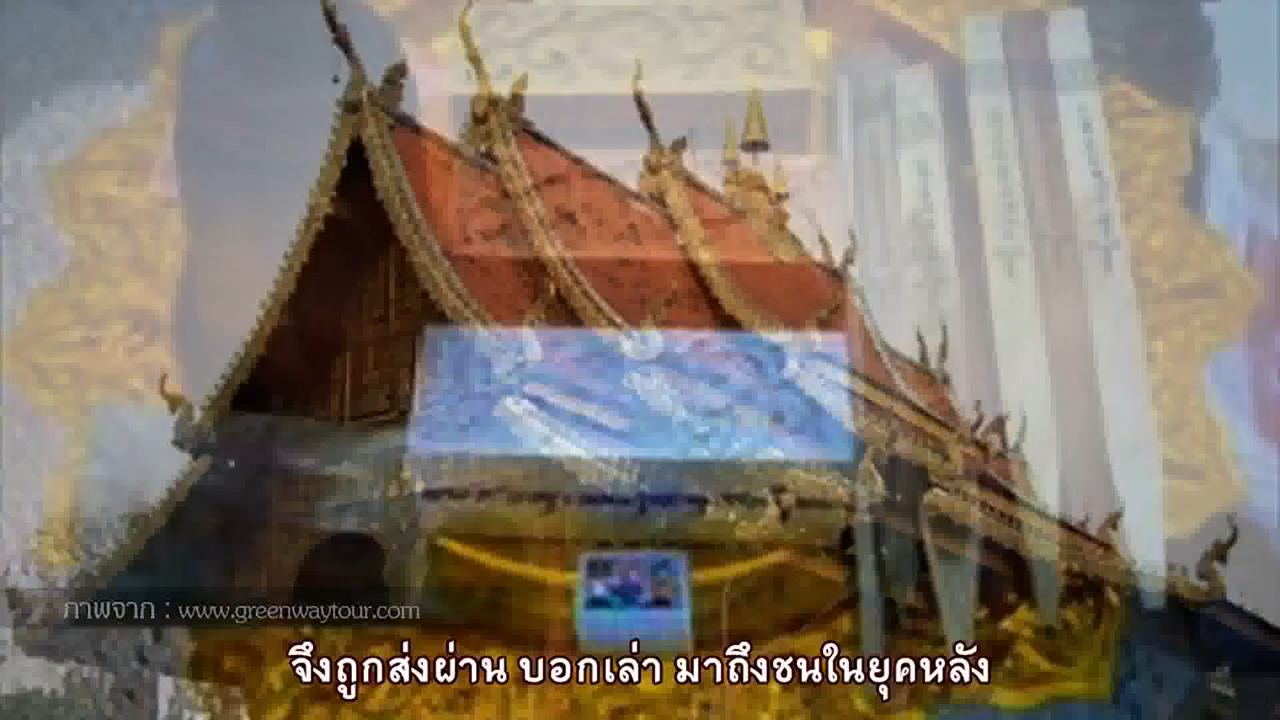 ภาพจาก : www.greenwaytour.com
จึงถูกส่งผ่าน บอกเล่า มาถึงชนในยุคหลัง